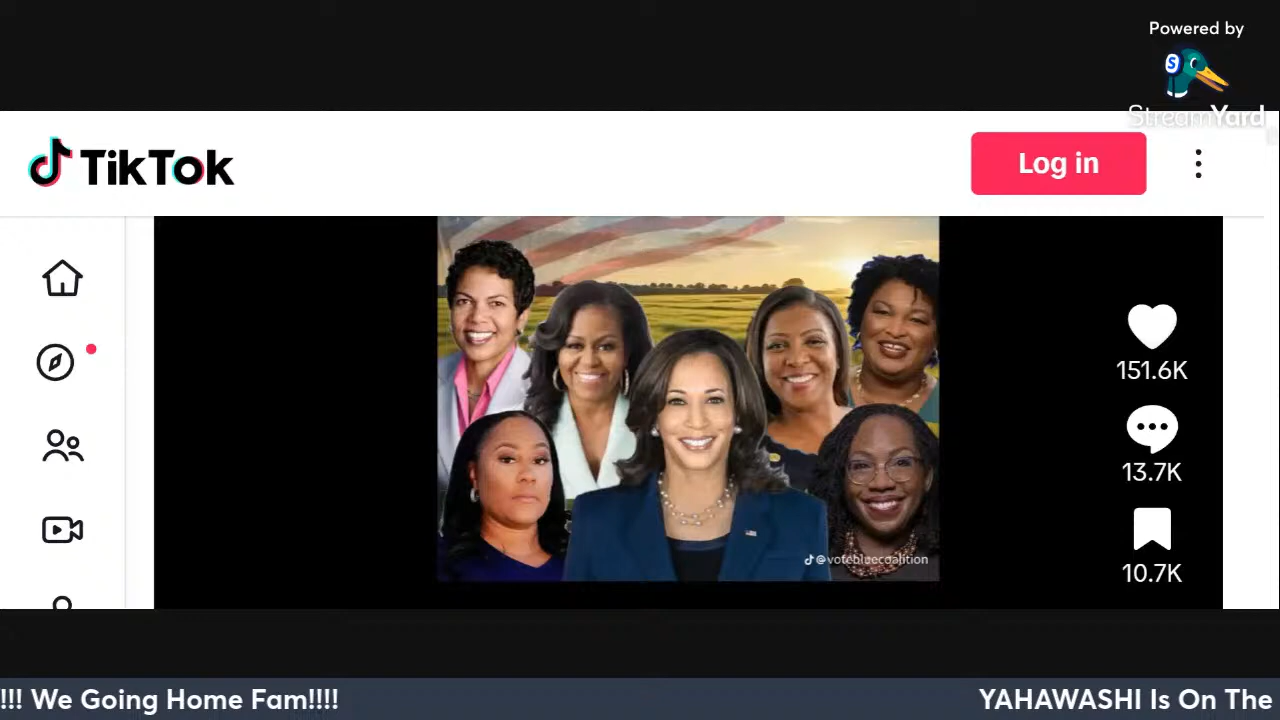 Powered by
StreamYard
TikTok
Log in
151.6K
13.7K
@votebluecoalition
10.7K
!!! We Going Home Fam!!!!
YAHAWASHI Is On The